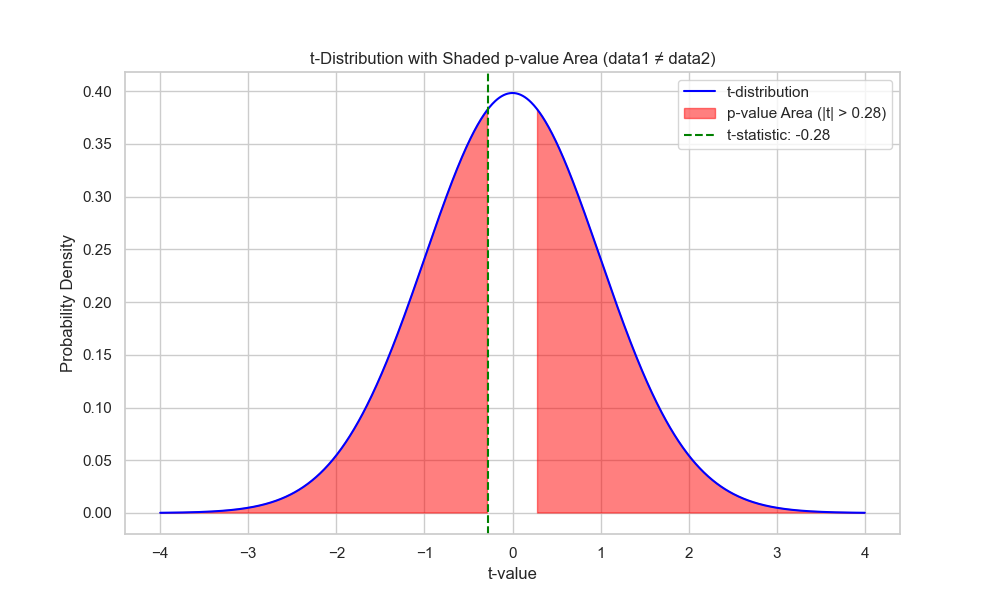 t-Distribution with Shaded p-value Area (data1 ≠ data2)
t-distribution
p-value Area (|t| > 0.28)
t-statistic: -0.28
Probability Density
0.40
0.35
0.30
0.25
0.20
0.15
0.10
0.05
0.00
−4 −3 −2 −1 0 1 2 3 4
t-value